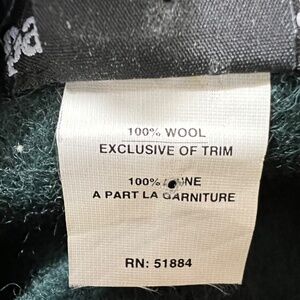 100% WOOL
EXCLUSIVE OF TRIM
100%
A PART LA GARNITURE
RN: 51884